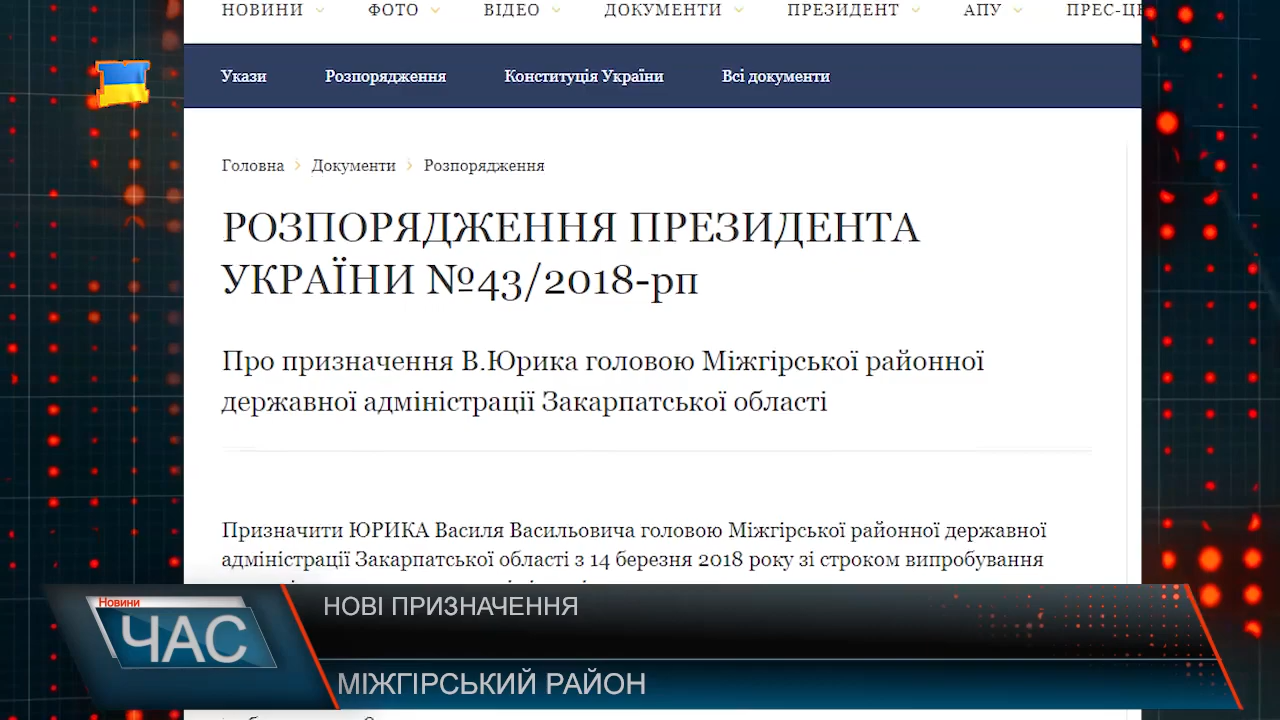 НОВИНИ ФОТО ВІДЕО ДОКУМЕНТИ ПРЕЗИДЕНТ АПУ ПРЕС-ЦЕ
Укази Розпорядження Конституція України Всі документи
Головна Документи Розпорядження
РОЗПОРЯДЖЕННЯ ПРЕЗИДЕНТА
УКРАЇНИ №43/2018-рп
Про призначення В.Юрика головою Міжгірської районної
державної адміністрації Закарпатської області
Призначити ЮРИКА Василя Васильовича головою Міжгірської районної державної
адміністрації Закарпатської області з 14 березня 2018 року зі строком випробування
Новини
ЧАС
НОВІ ПРИЗНАЧЕННЯ
МІЖГІРСЬКИЙ РАЙОН